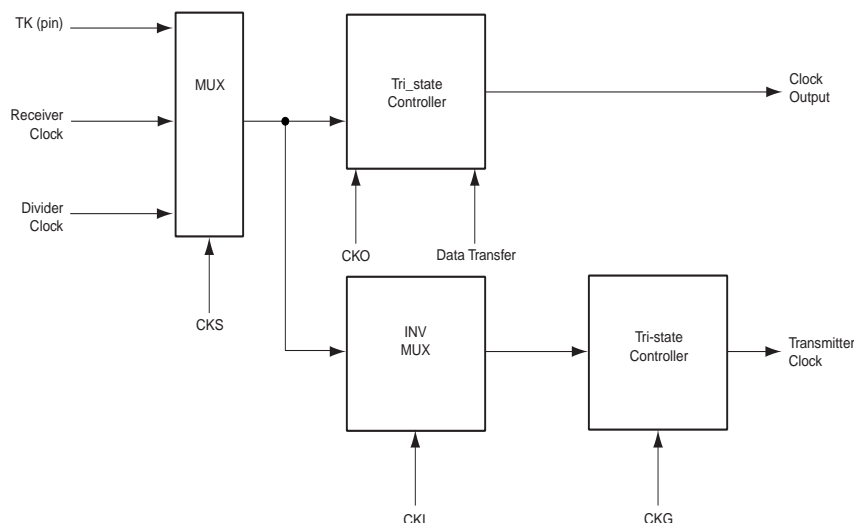 TK (pin)
MUX
Tri_state
Controller
Clock
Output
Receiver
Clock
Divider
Clock
CKO
Data Transfer
CKS
INV
MUX
Tri-state
Controller
Transmitter
Clock
CKI
CKG